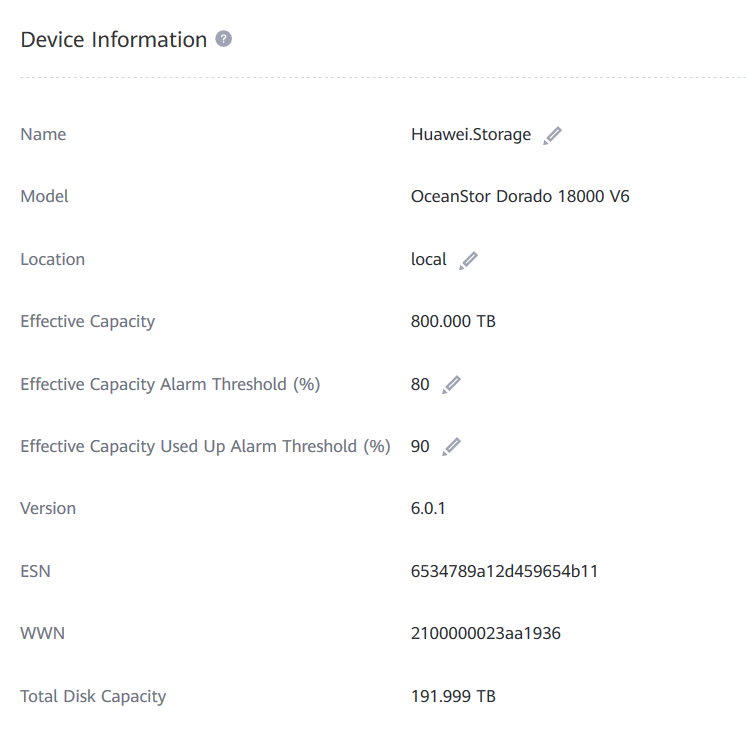 Device Information
Name Huawei.Storage
Model OceanStor Dorado 18000 V6
Location local
Effective Capacity 800.000 TB
Effective Capacity Alarm Threshold (%) 80
Effective Capacity Used Up Alarm Threshold (%) 90
Version 6.0.1
ESN 6534789a12d459654b11
WWN 2100000023aa1936
Total Disk Capacity 191.999 TB